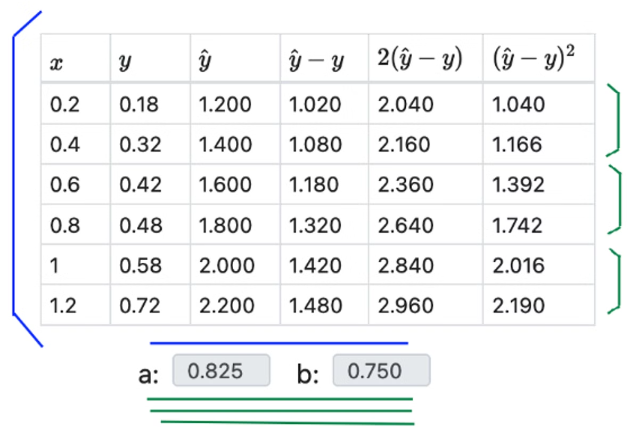 x y ŷ ŷ − y 2(ŷ − y) (ŷ − y)²
0.2 0.18 1.200 1.020 2.040 1.040
0.4 0.32 1.400 1.080 2.160 1.166
0.6 0.42 1.600 1.180 2.360 1.392
0.8 0.48 1.800 1.320 2.640 1.742
1 0.58 2.000 1.420 2.840 2.016
1.2 0.72 2.200 1.480 2.960 2.190
a: 0.825 b: 0.750